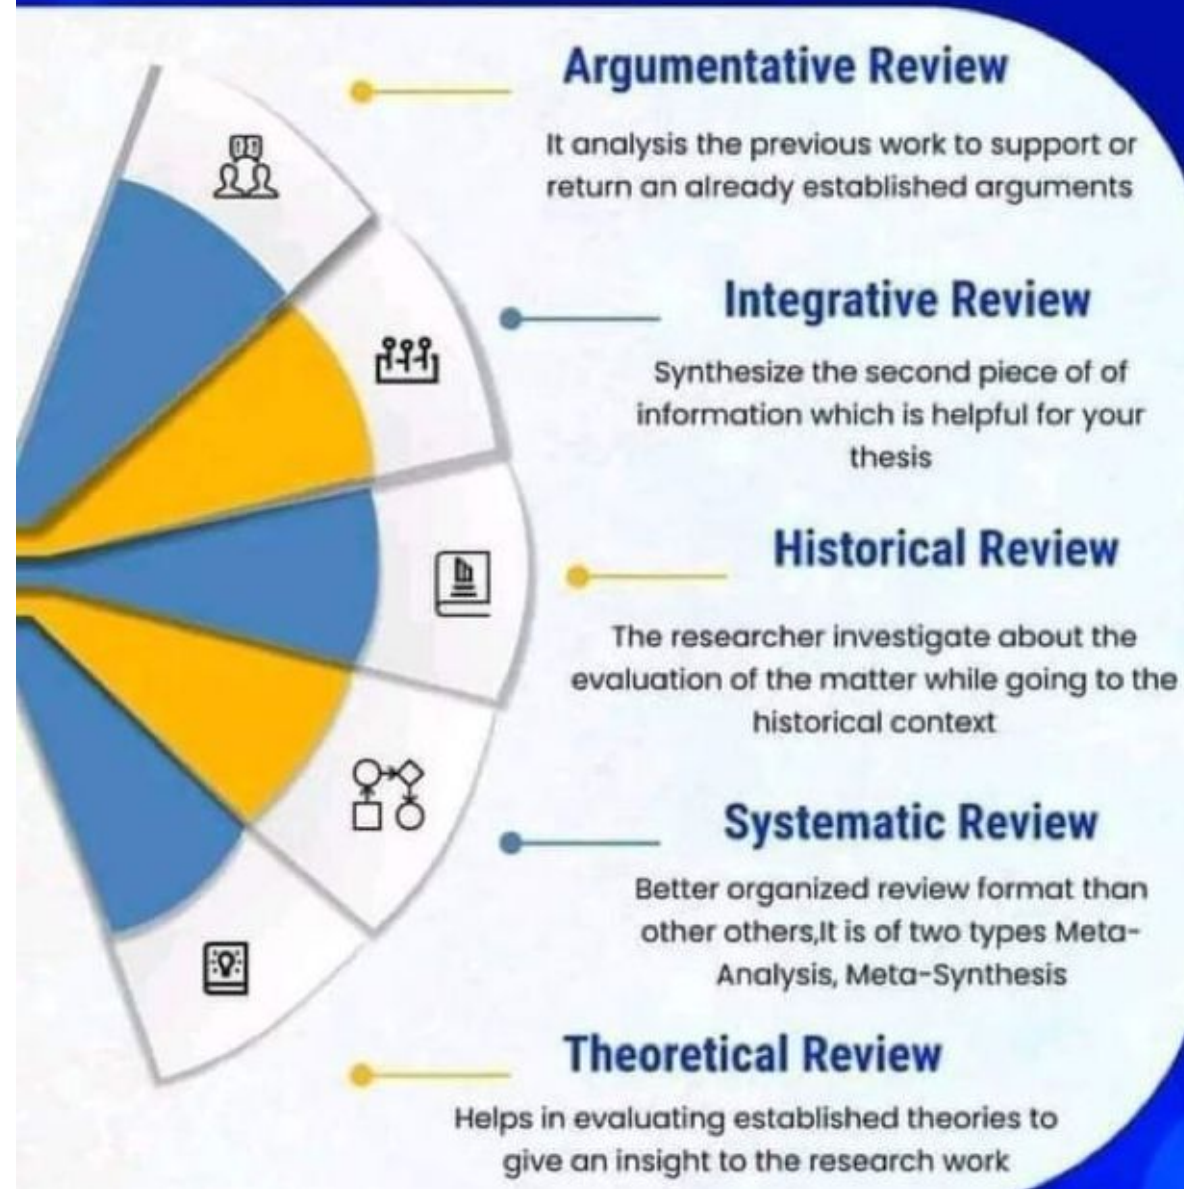 Argumentative Review
It analysis the previous work to support or
return an already established arguments
Integrative Review
Synthesize the second piece of of
information which is helpful for your
thesis
Historical Review
The researcher investigate about the
evaluation of the matter while going to the
historical context
Systematic Review
Better organized review format than
other others,It is of two types Meta-
Analysis, Meta-Synthesis
Theoretical Review
Helps in evaluating established theories to
give an insight to the research work